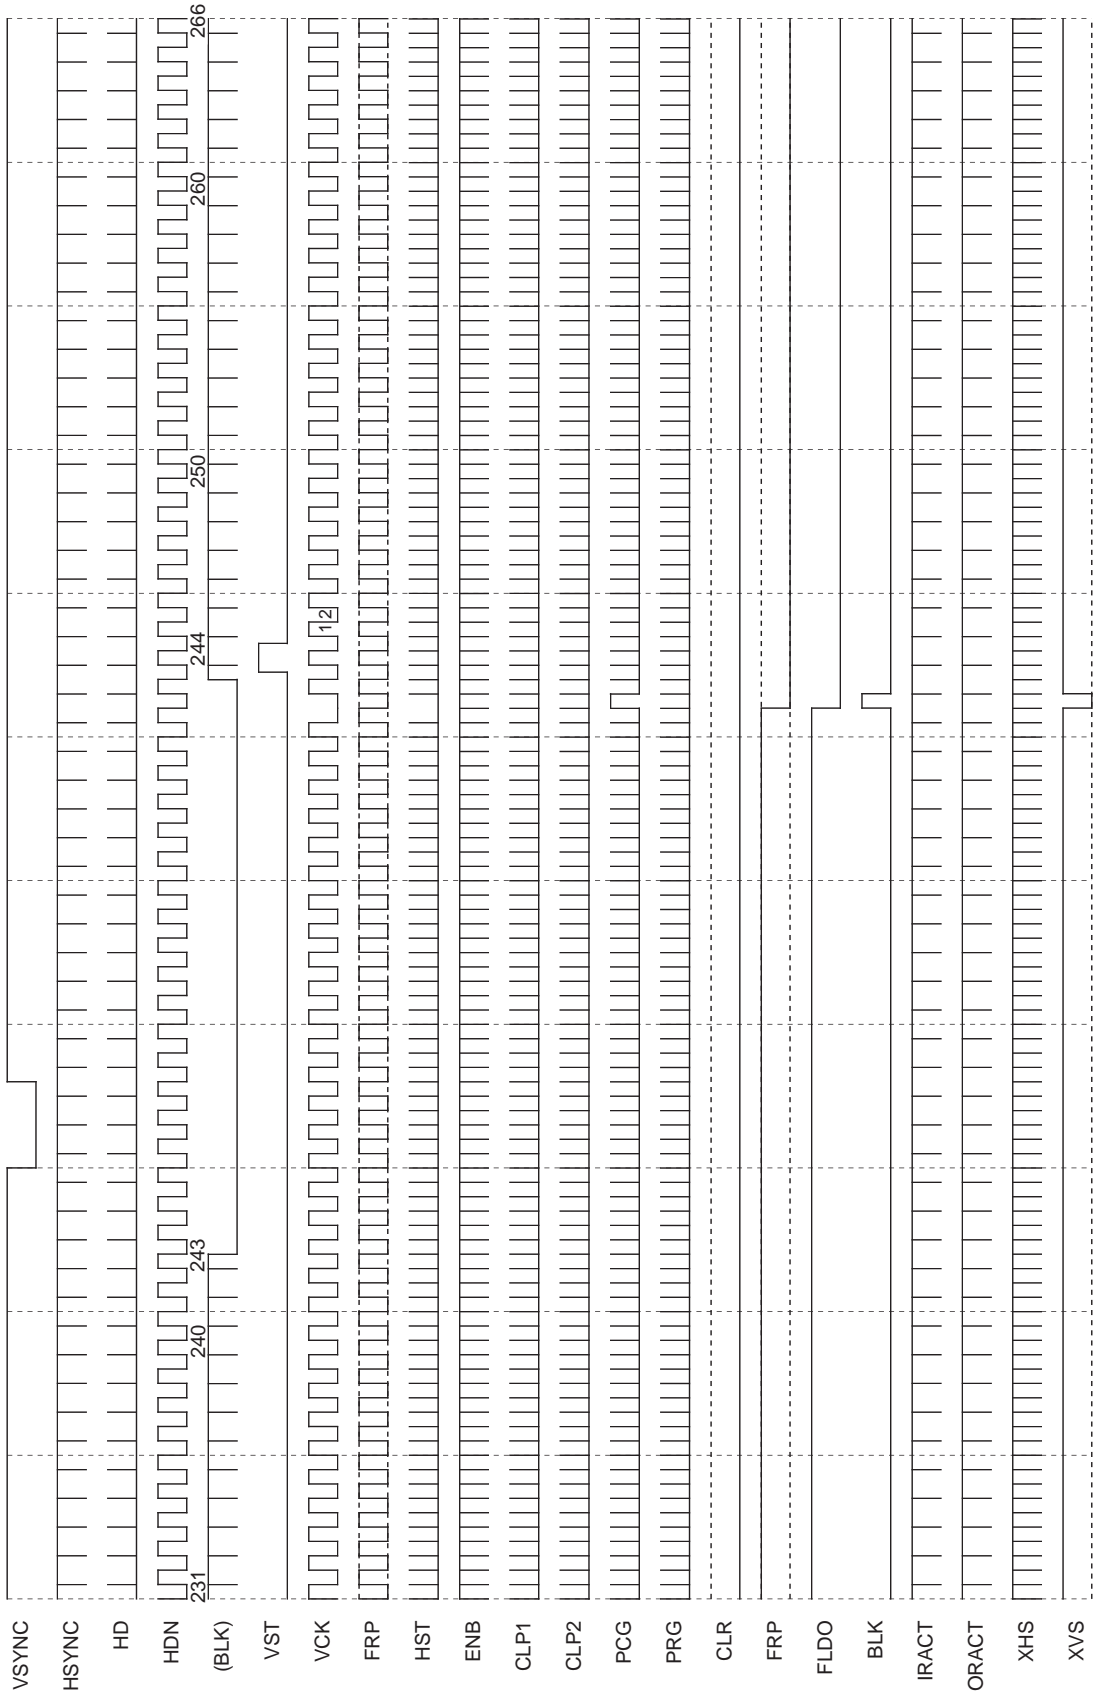 VSYNC
HSYNC
HD
HDN
(BLK)
231
240
243
244
250
260
266
VST
VCK
1 2
FRP
HST
ENB
CLP1
CLP2
PCG
PRG
CLR
FRP
FLDO
BLK
IRACT
ORACT
XHS
XVS